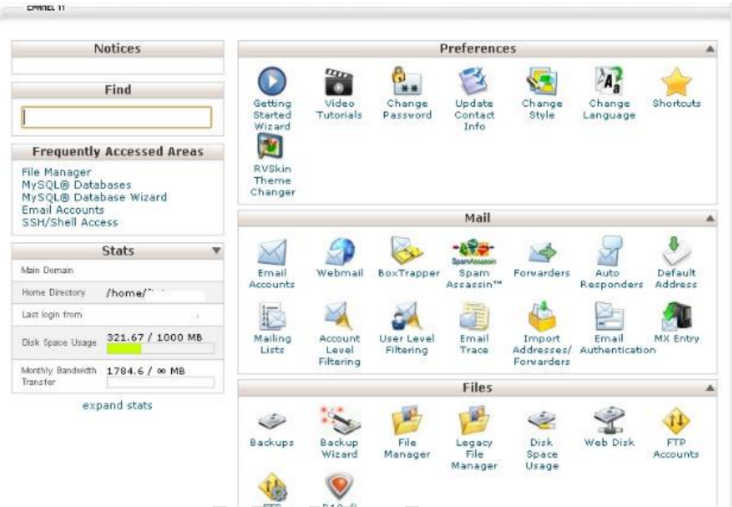 CPANEL 11
Notices
Find
Frequently Accessed Areas
File Manager
MySQL® Databases
MySQL® Database Wizard
Email Accounts
SSH/Shell Access
Stats
Main Domain
Home Directory /home/
Last login from
Disk Space Usage 321.67 / 1000 MB
Monthly Bandwidth Transfer 1784.6 / ∞ MB
expand stats
Preferences
Getting Started Wizard
Video Tutorials
Change Password
Update Contact Info
Change Style
Change Language
Shortcuts
RVSkin Theme Changer
Mail
Email Accounts
Webmail
BoxTrapper
SpamAssassin
Spam Assassin™
Forwarders
Auto Responders
Default Address
Mailing Lists
Account Level Filtering
User Level Filtering
Email Trace
Import Addresses/ Forwarders
Email Authentication
MX Entry
Files
Backups
Backup Wizard
File Manager
Legacy File Manager
Disk Space Usage
Web Disk
FTP Accounts
FTP